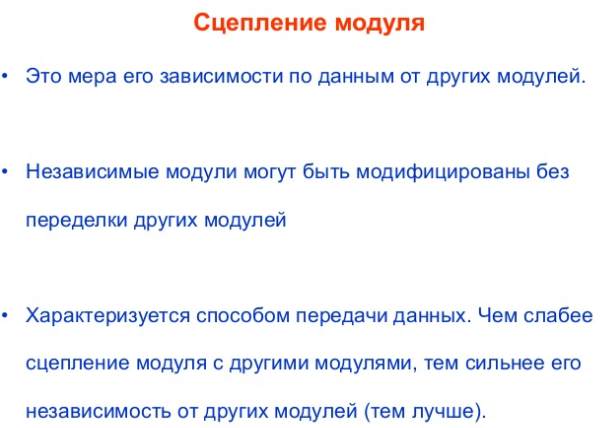 Сцепление модуля
• Это мера его зависимости по данным от других модулей.
• Независимые модули могут быть модифицированы без
переделки других модулей
• Характеризуется способом передачи данных. Чем слабее
сцепление модуля с другими модулями, тем сильнее его
независимость от других модулей (тем лучше).